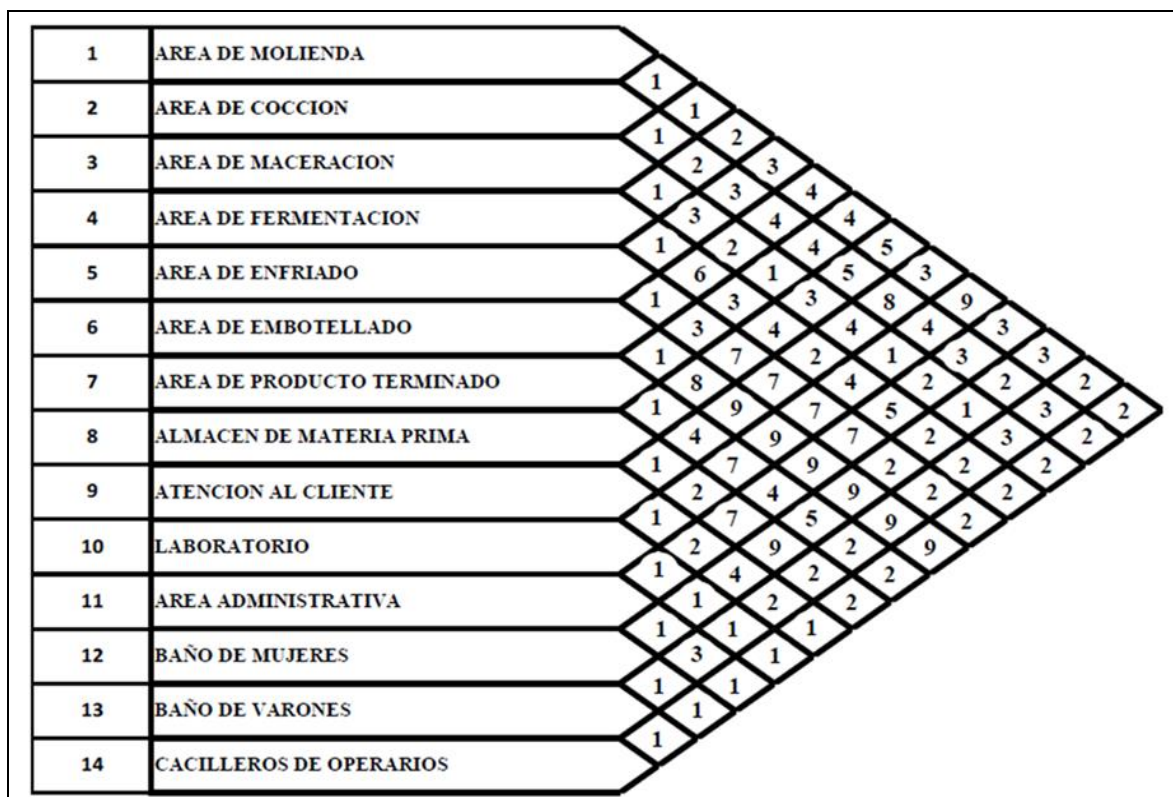 1 AREA DE MOLIENDA
1
2 AREA DE COCCION 1
1 2
3 AREA DE MACERACION 2 3
1 3 4
4 AREA DE FERMENTACION 3 4 4
1 2 4 5
5 AREA DE ENFRIADO 6 1 5 3
1 3 3 8 9
6 AREA DE EMBOTELLADO 3 4 4 4 3
1 7 2 1 3 3
7 AREA DE PRODUCTO TERMINADO 8 7 4 2 2 2
1 9 7 5 1 3 2
8 ALMACEN DE MATERIA PRIMA 4 9 7 2 3 2
1 7 9 2 2 2
9 ATENCION AL CLIENTE 2 4 9 2 2
1 7 5 9 2
10 LABORATORIO 2 9 2 9
1 4 2 2
11 AREA ADMINISTRATIVA 1 2 2
1 1 1
12 BAÑO DE MUJERES 3 1
1 1
13 BAÑO DE VARONES 1
1
14 CACILLEROS DE OPERARIOS